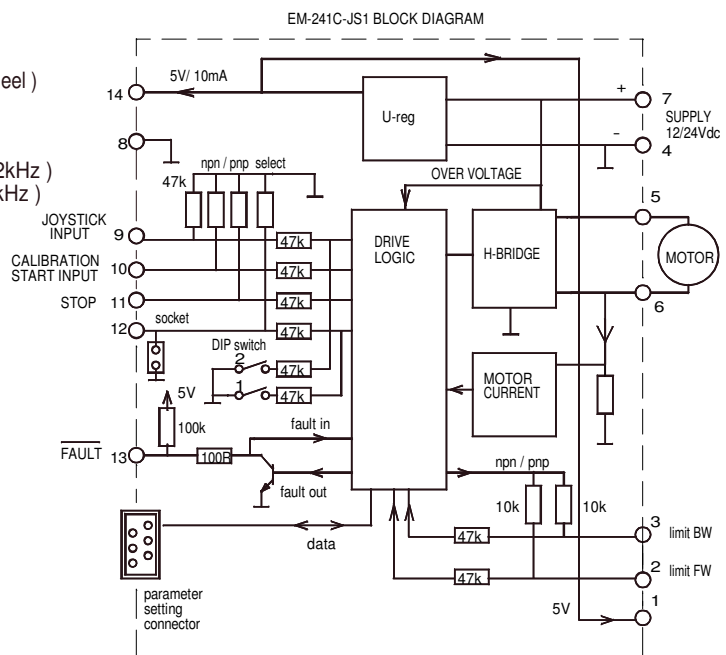 EM-241C-JS1 BLOCK DIAGRAM
eel )
2kHz )
kHz )
14
5V/ 10mA
U-reg
+
7
SUPPLY
12/24Vdc
–
4
8
npn / pnp select
47k
OVER VOLTAGE
JOYSTICK
INPUT
9
47k
CALIBRATION
START INPUT
10
47k
STOP
11
47k
12
socket
47k
DRIVE
LOGIC
H-BRIDGE
5
MOTOR
6
DIP switch
2
47k
1
47k
MOTOR
CURRENT
5V
100k
fault in
FAULT
13
100R
fault out
npn / pnp
10k
10k
data
47k
3
limit BW
47k
2
limit FW
5V
1
parameter
setting
connector